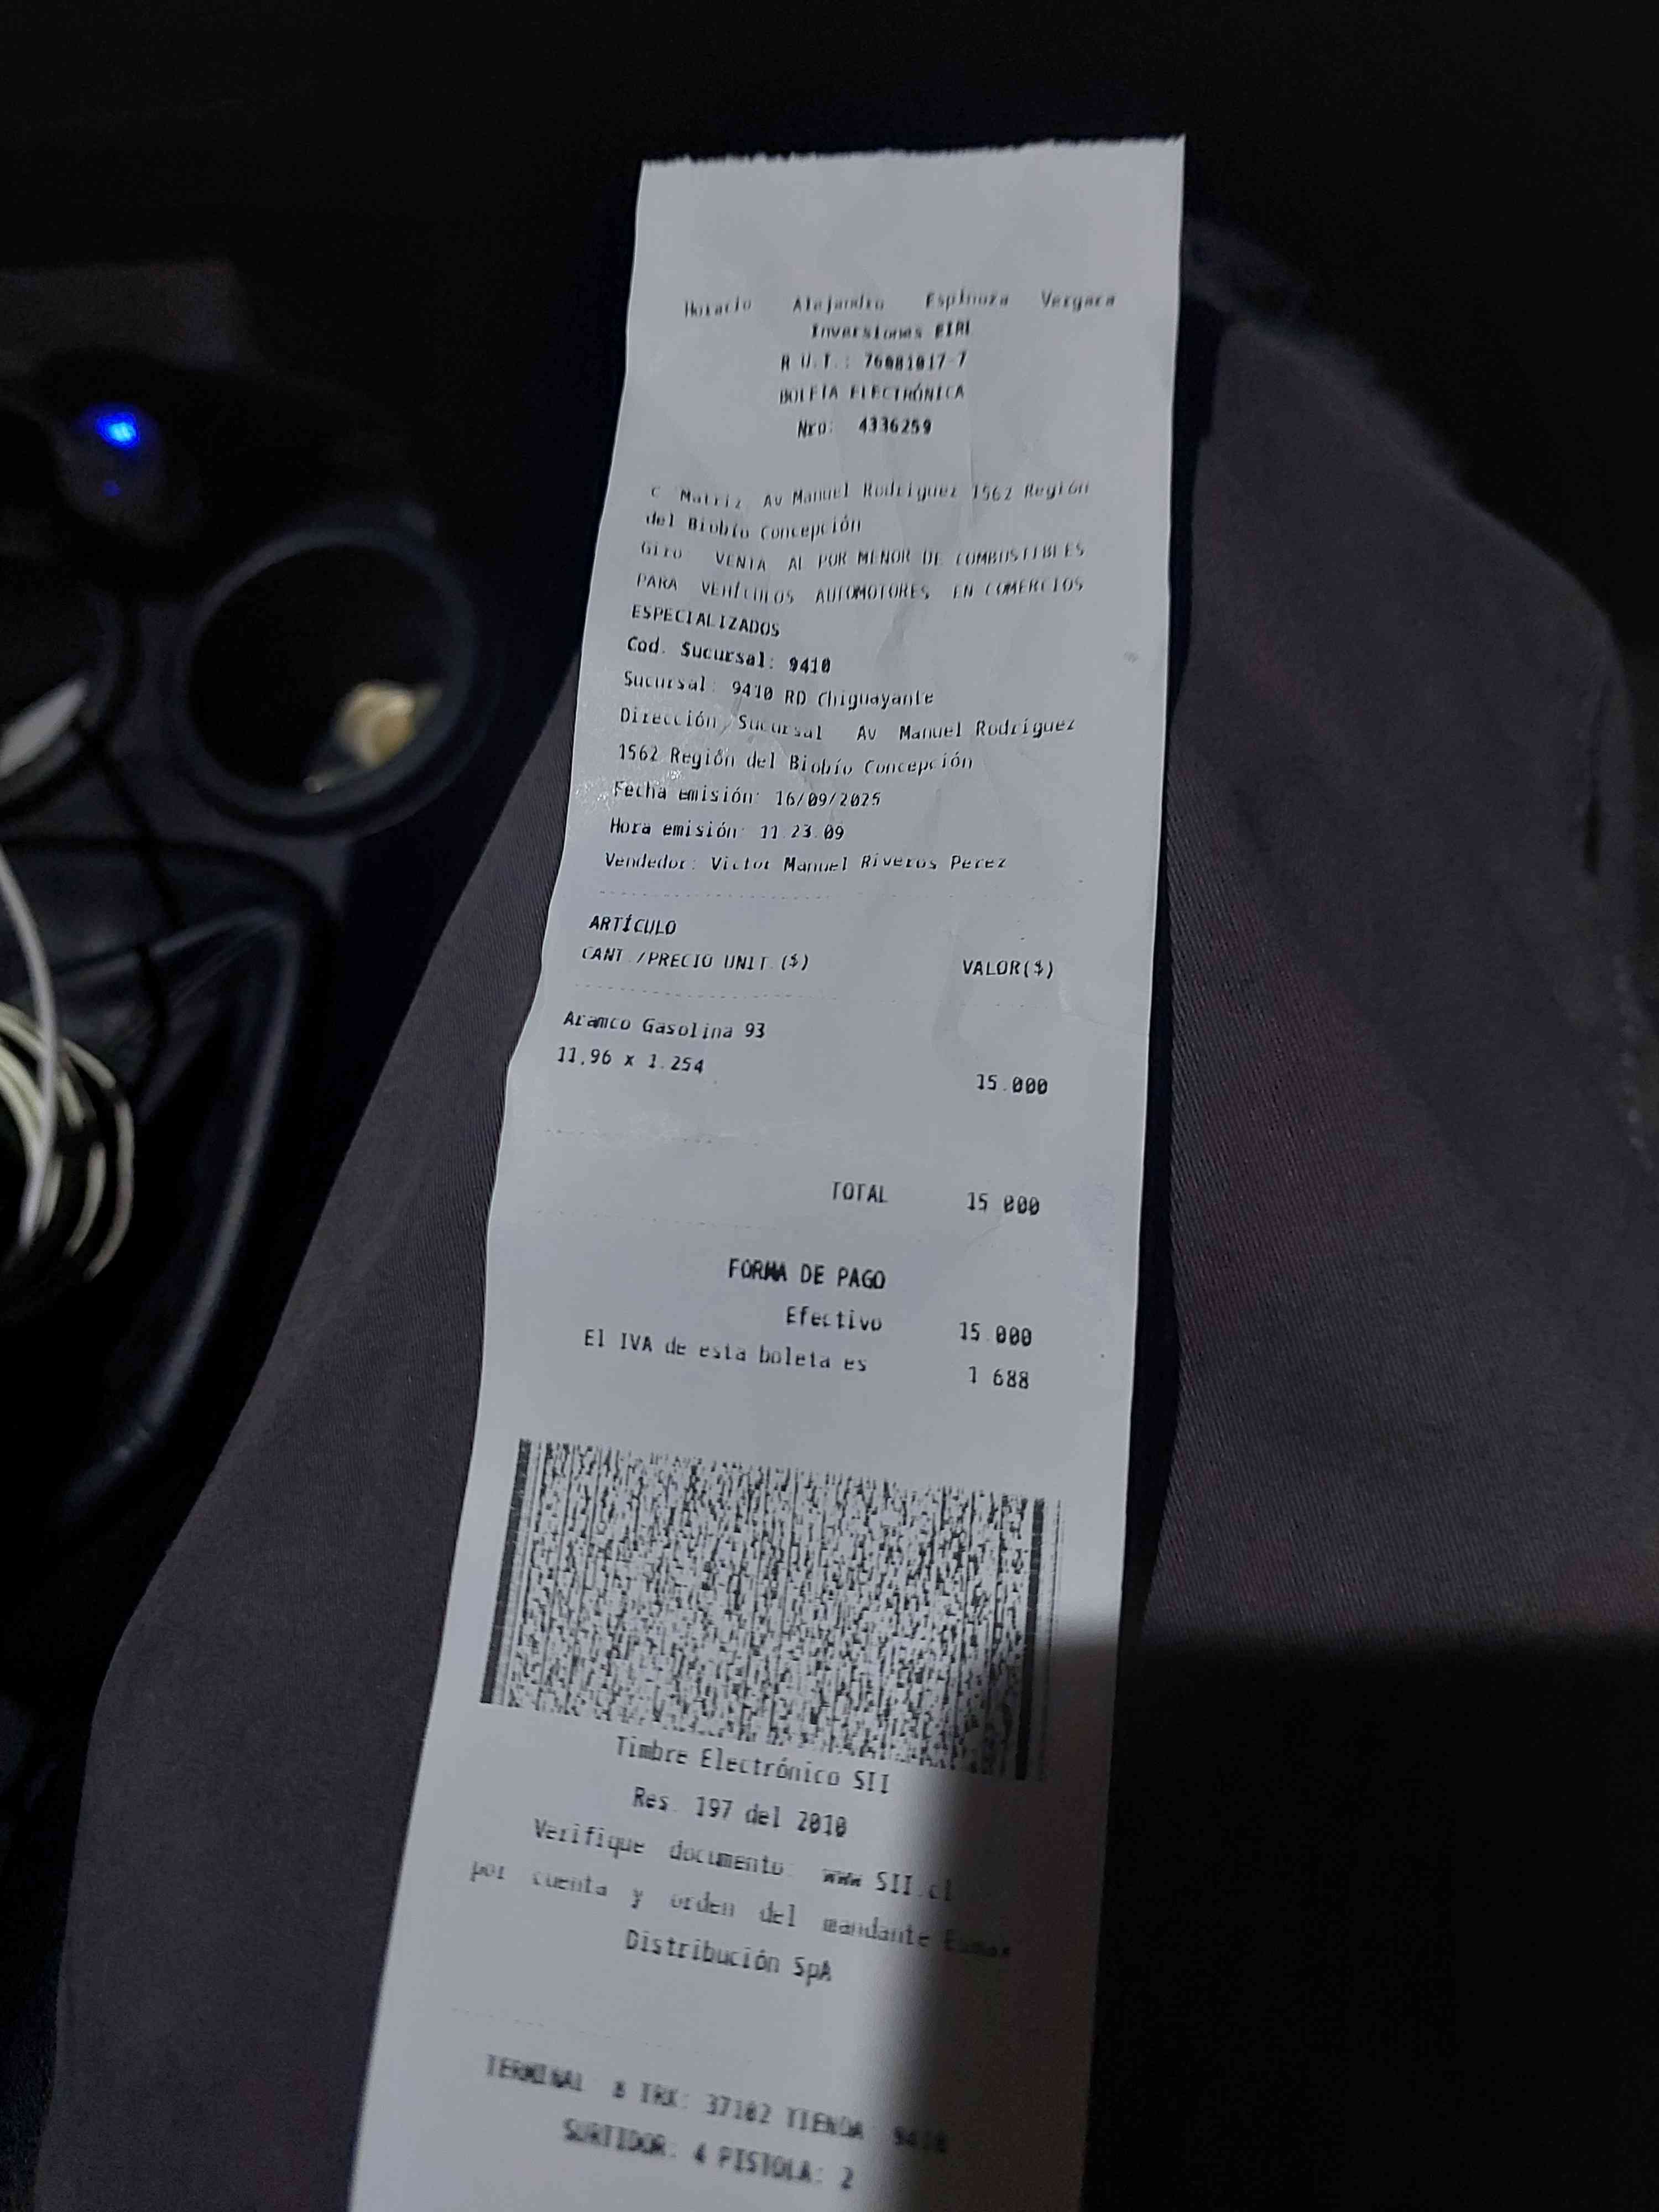 Horacio Alejandro Espinoza Vergara
Inversiones EIRL
R.U.T.: 76081017-7
BOLETA ELECTRÓNICA
Nro: 4336259
C Matriz Av Manuel Rodriguez 1562 Región
del Biobío Concepción
Giro VENTA AL POR MENOR DE COMBUSTIBLES
PARA VEHÍCULOS AUTOMOTORES EN COMERCIOS
ESPECIALIZADOS
Cod. Sucursal: 9410
Sucursal: 9410 RD Chiguayante
Dirección Sucursal Av Manuel Rodríguez
1562 Región del Biobío Concepción
Fecha emisión: 16/09/2025
Hora emisión: 11.23.09
Vendedor: Victor Manuel Riveros Perez
ARTÍCULO
CANT./PRECIO UNIT.($) VALOR($)
Aramco Gasolina 93
11,96 x 1.254 15.000
TOTAL 15.000
FORMA DE PAGO
Efectivo 15.000
El IVA de esta boleta es 1.688
Timbre Electrónico SII
Res. 197 del 2010
Verifique documento: www.SII.cl
por cuenta y orden del mandante
Distribución SpA
TERMINAL 8 TRX: 37102 TIENDA 9410
SURTIDOR: 4 PISTOLA: 2